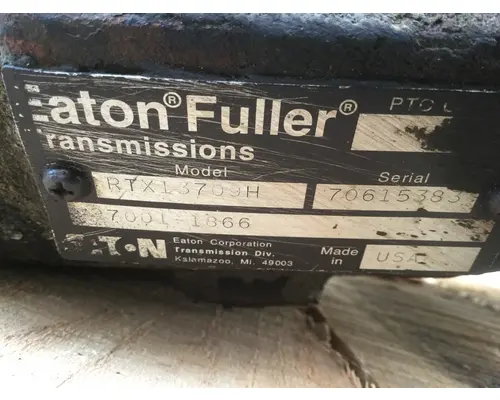 Eaton® Fuller®
Transmissions
PTO
Model
Serial
RTX13709H
70615383
7001-1866
EAT•N
Eaton Corporation
Transmission Div.
Kalamazoo, Mi. 49003
Made in
USA